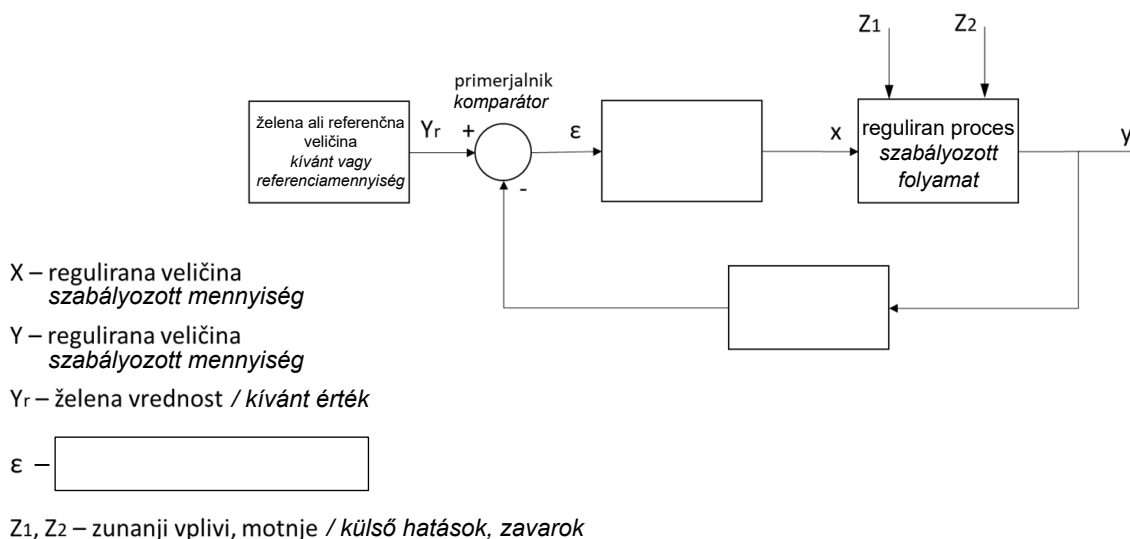 Z1
Z2
primerjalnik
komparátor
želena ali referenčna
veličina
kívánt vagy
referenciamennyiség
Yr
+
-
ε
x
reguliran proces
szabályozott
folyamat
y
X – regulirana veličina
szabályozott mennyiség
Y – regulirana veličina
szabályozott mennyiség
Yr – želena vrednost / kívánt érték
ε –
Z1, Z2 – zunanji vplivi, motnje / külső hatások, zavarok